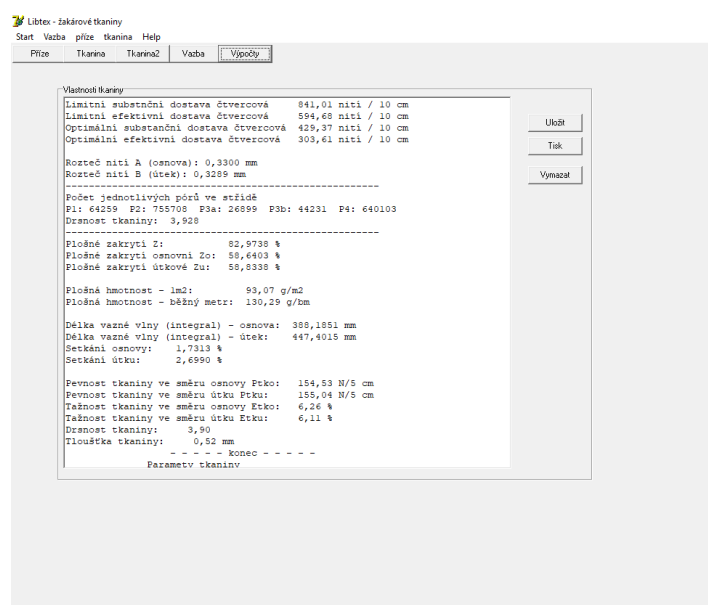 Libtex - žakárové tkaniny
Start Vazba příze tkanina Help
Příze Tkanina Tkanina2 Vazba Výpočty
Vlastnosti tkaniny
Limitní substnční dostava čtvercová 841,01 nití / 10 cm
Limitní efektivní dostava čtvercová 594,68 nití / 10 cm
Optimální substanční dostava čtvercová 429,37 nití / 10 cm
Optimální efektivní dostava čtvercová 303,61 nití / 10 cm
Rozteč nití A (osnova): 0,3300 mm
Rozteč nití B (útek): 0,3289 mm
------------------------------------------------------
Počet jednotlivých pórů ve střídě
P1: 64259 P2: 755708 P3a: 26899 P3b: 44231 P4: 640103
Drsnost tkaniny: 3,928
------------------------------------------------------
Plošné zakrytí Z: 82,9738 %
Plošné zakrytí osnovní Zo: 58,6403 %
Plošné zakrytí útkové Zu: 58,8338 %
Plošná hmotnost - 1m2: 93,07 g/m2
Plošná hmotnost - běžný metr: 130,29 g/bm
Délka vazné vlny (integral) - osnova: 388,1851 mm
Délka vazné vlny (integral) - útek: 447,4015 mm
Setkání osnovy: 1,7313 %
Setkání útku: 2,6990 %
Pevnost tkaniny ve směru osnovy Ptko: 154,53 N/5 cm
Pevnost tkaniny ve směru útku Ptku: 155,04 N/5 cm
Tažnost tkaniny ve směru osnovy Etko: 6,26 %
Tažnost tkaniny ve směru útku Etku: 6,11 %
Drsnost tkaniny: 3,90
Tloušťka tkaniny: 0,52 mm
- - - - - konec - - - - -
Parametv tkaniny
Uložit
Tisk
Vymazat